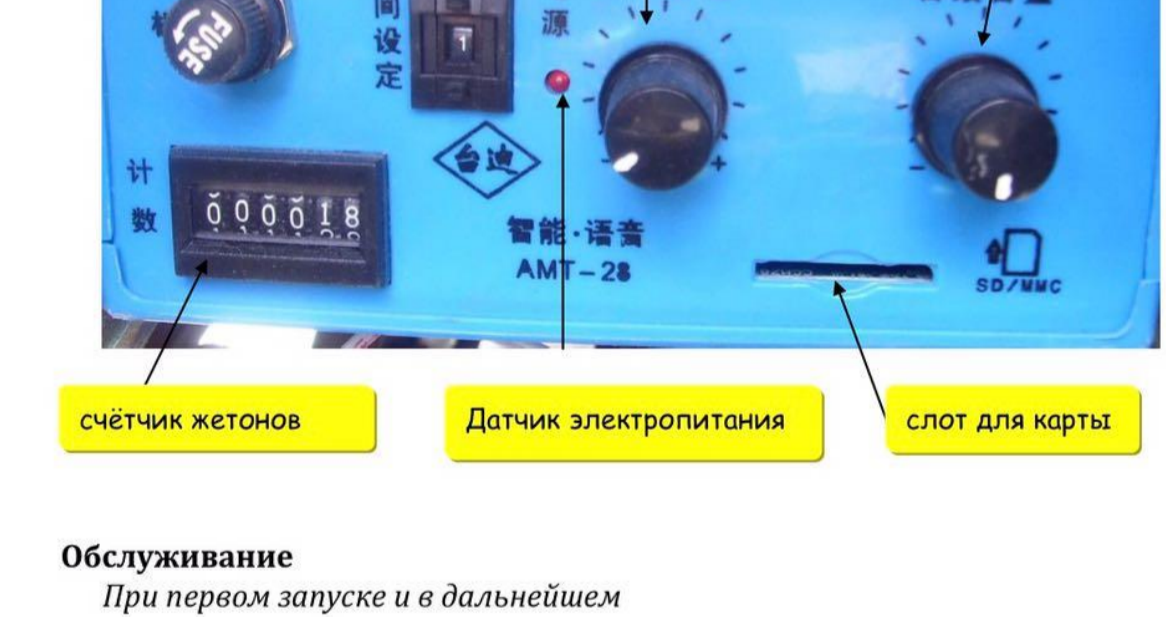 间
设
定
源
FUSE
1
计
数
000018
台迪
+
-
智能·语音
AMT-28
SD/MMC
счётчик жетонов
Датчик электропитания
слот для карты
Обслуживание
При первом запуске и в дальнейшем